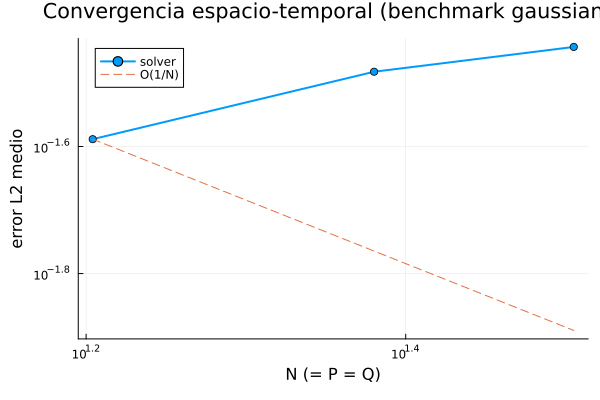 Convergencia espacio-temporal (benchmark gaussian
solver
O(1/N)
10^-1.6
10^-1.8
error L2 medio
10^1.2
10^1.4
N (= P = Q)